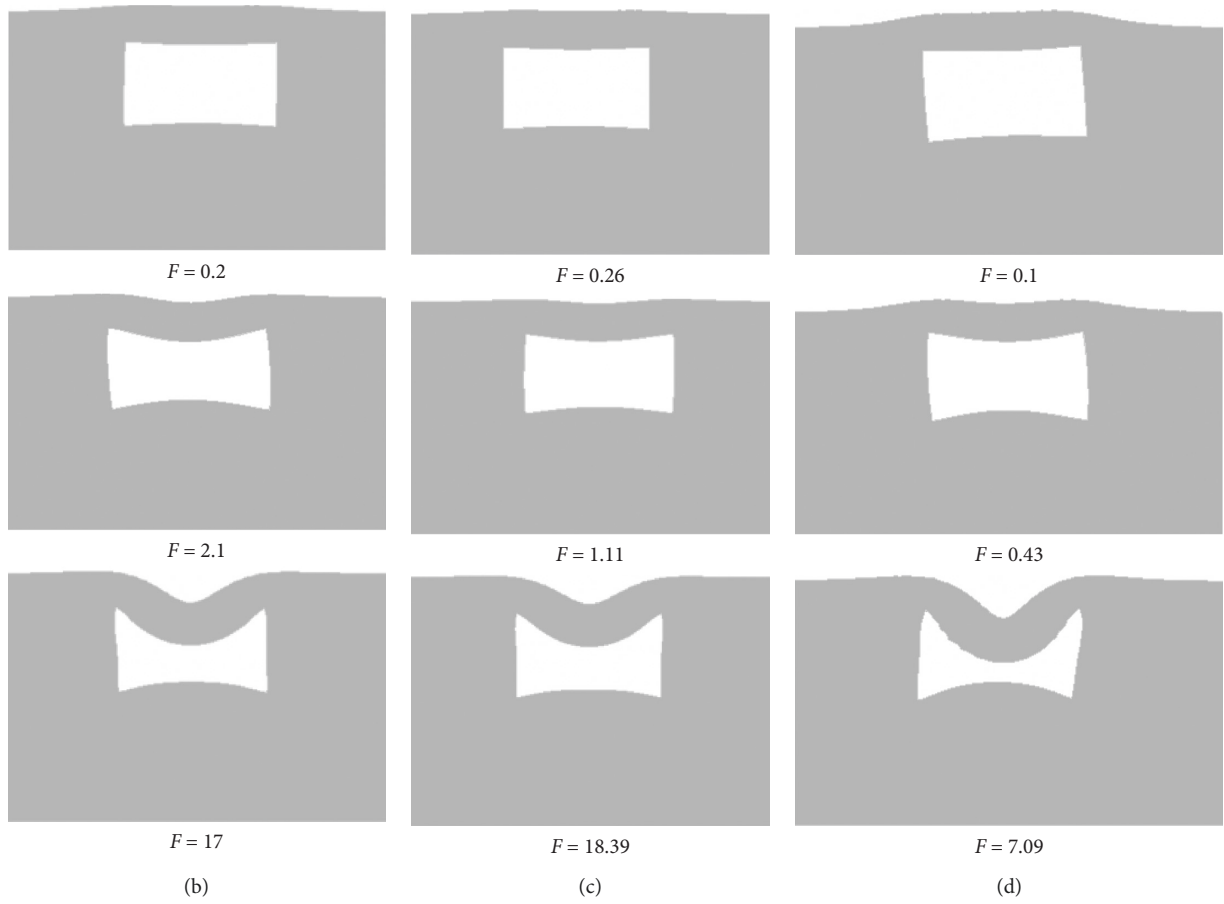 F = 0.2 F = 0.26 F = 0.1
F = 2.1 F = 1.11 F = 0.43
F = 17 F = 18.39 F = 7.09
(b) (c) (d)